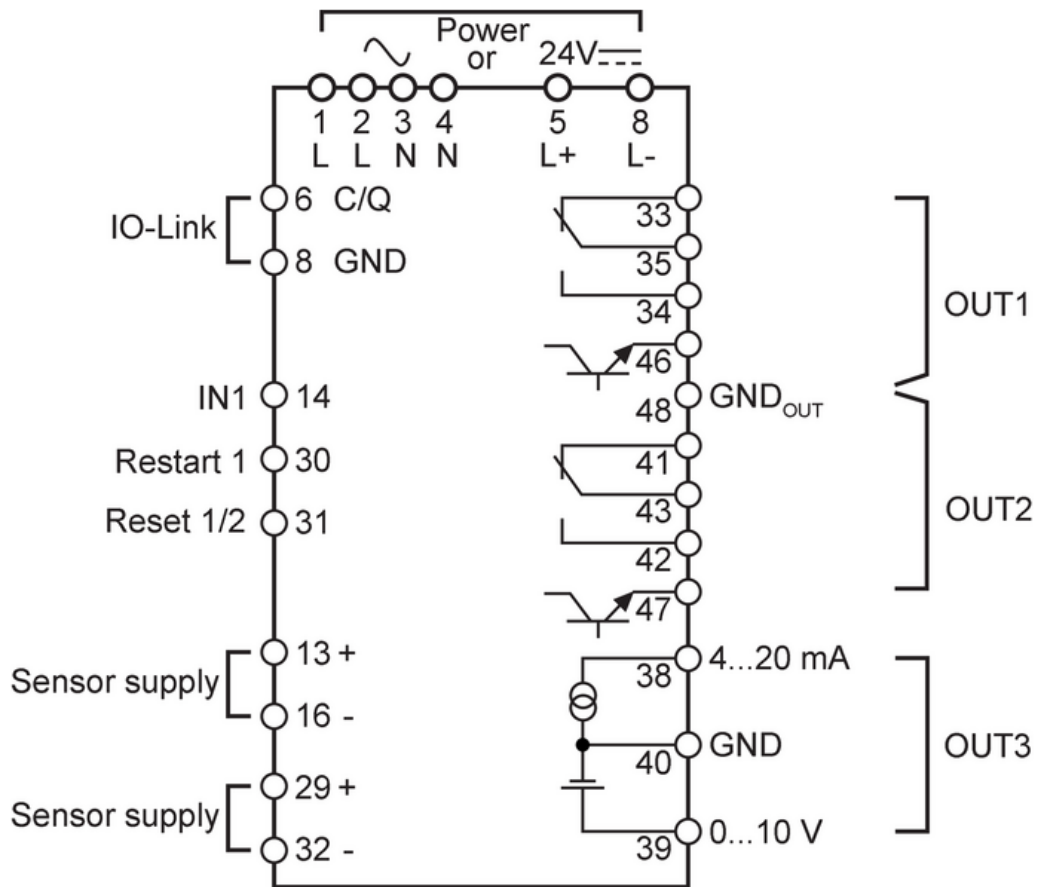 Power
or 24V
1 2 3 4 5 8
L L N N L+ L-
IO-Link
6 C/Q
8 GND
IN1 14
Restart 1 30
Reset 1/2 31
Sensor supply
13 +
16 -
Sensor supply
29 +
32 -
33
35
34
46
48 GNDOUT
41
43
42
47
38 4...20 mA
40 GND
39 0...10 V
OUT1
OUT2
OUT3